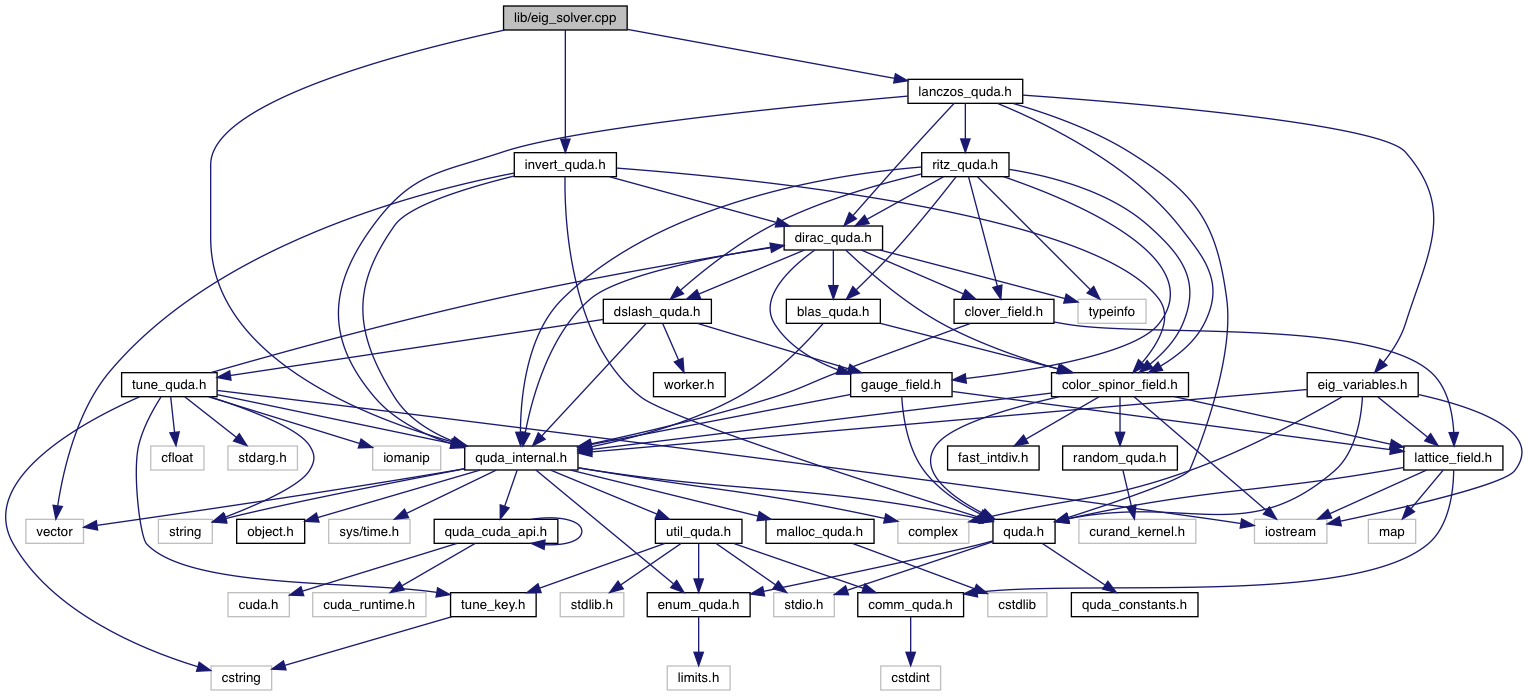 lib/eig_solver.cpp
lanczos_quda.h
invert_quda.h
ritz_quda.h
dirac_quda.h
dslash_quda.h
blas_quda.h
clover_field.h
typeinfo
tune_quda.h
worker.h
gauge_field.h
color_spinor_field.h
eig_variables.h
cfloat
stdarg.h
iomanip
quda_internal.h
fast_intdiv.h
random_quda.h
lattice_field.h
vector
string
object.h
sys/time.h
quda_cuda_api.h
util_quda.h
malloc_quda.h
complex
quda.h
curand_kernel.h
iostream
map
cuda.h
cuda_runtime.h
tune_key.h
stdlib.h
enum_quda.h
stdio.h
comm_quda.h
cstdlib
quda_constants.h
cstring
limits.h
cstdint